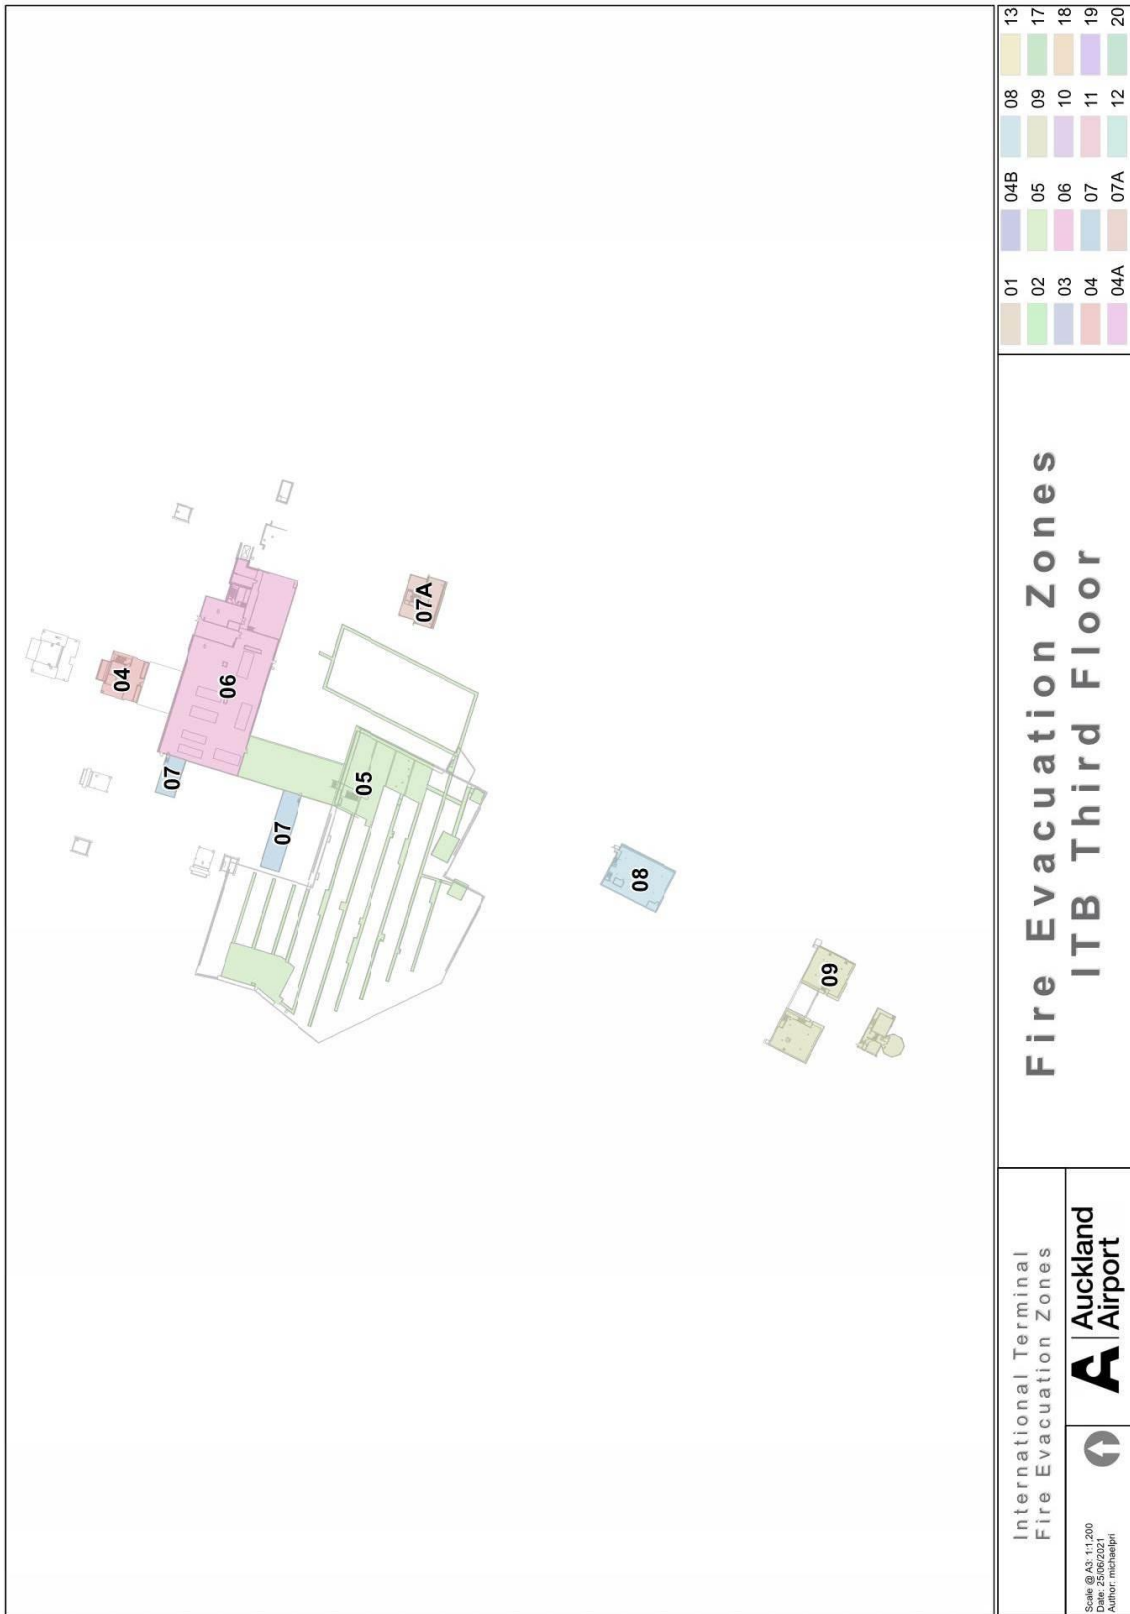 04
06
07
07
05
07A
08
09
International Terminal
Fire Evacuation Zones
Scale @ A3: 1:1,200
Date: 25/06/2021
Author: michaelpri
A
Auckland
Airport
Fire Evacuation Zones
ITB Third Floor
01
02
03
04
04A
04B
05
06
07
07A
08
09
10
11
12
13
17
18
19
20